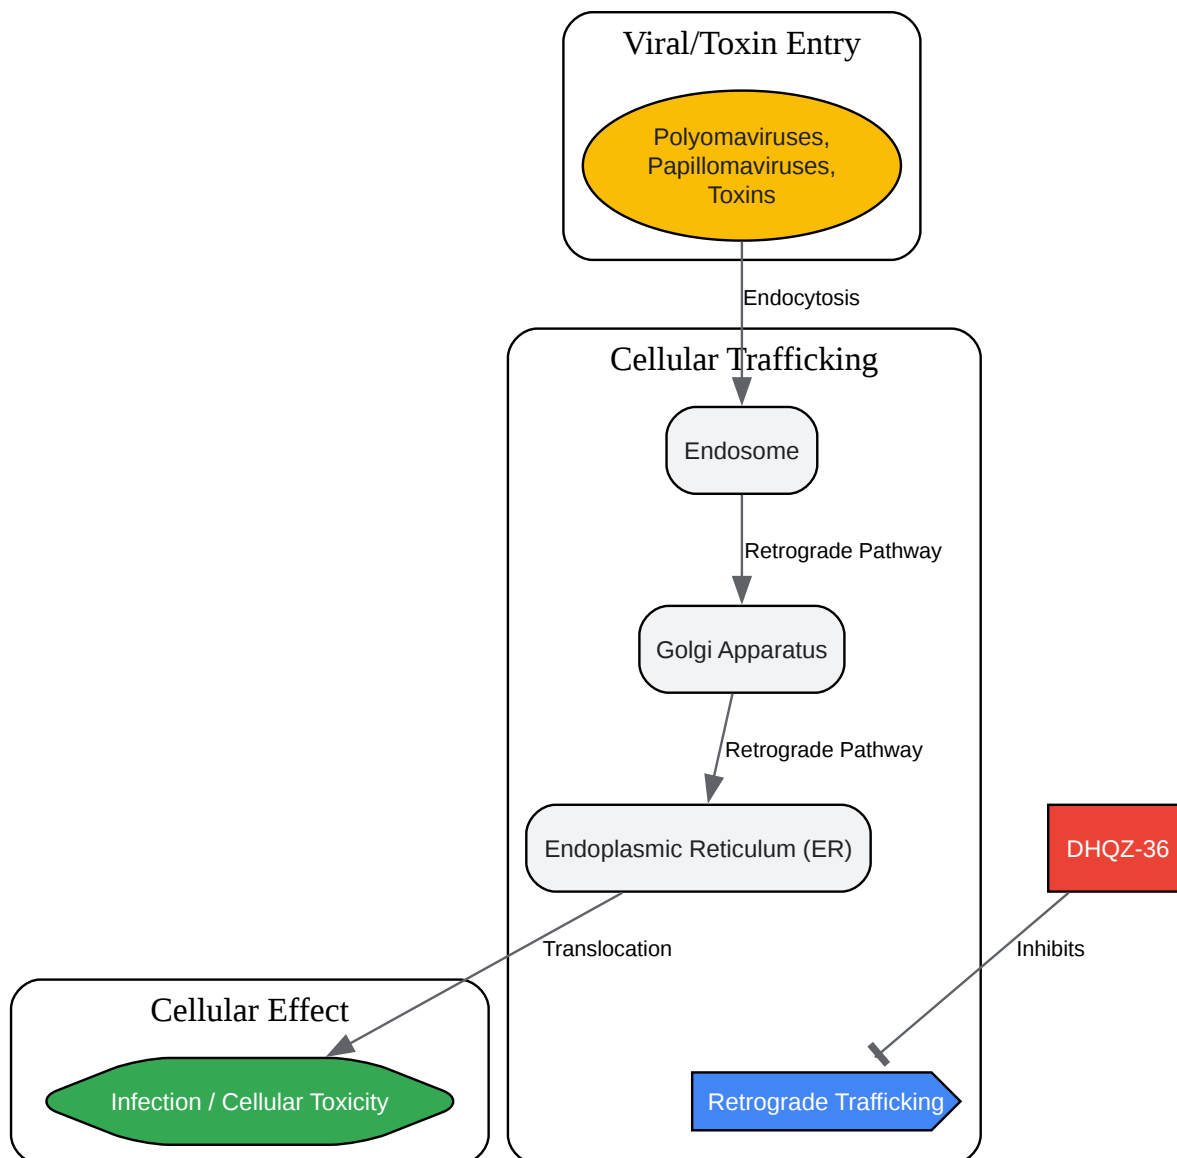 Viral/Toxin Entry
Polyomaviruses,
Papillomaviruses,
Toxins
Endocytosis
Cellular Trafficking
Endosome
Retrograde Pathway
Golgi Apparatus
Retrograde Pathway
Endoplasmic Reticulum (ER)
DHQZ-36
Translocation
Inhibits
Cellular Effect
Infection / Cellular Toxicity
Retrograde Trafficking